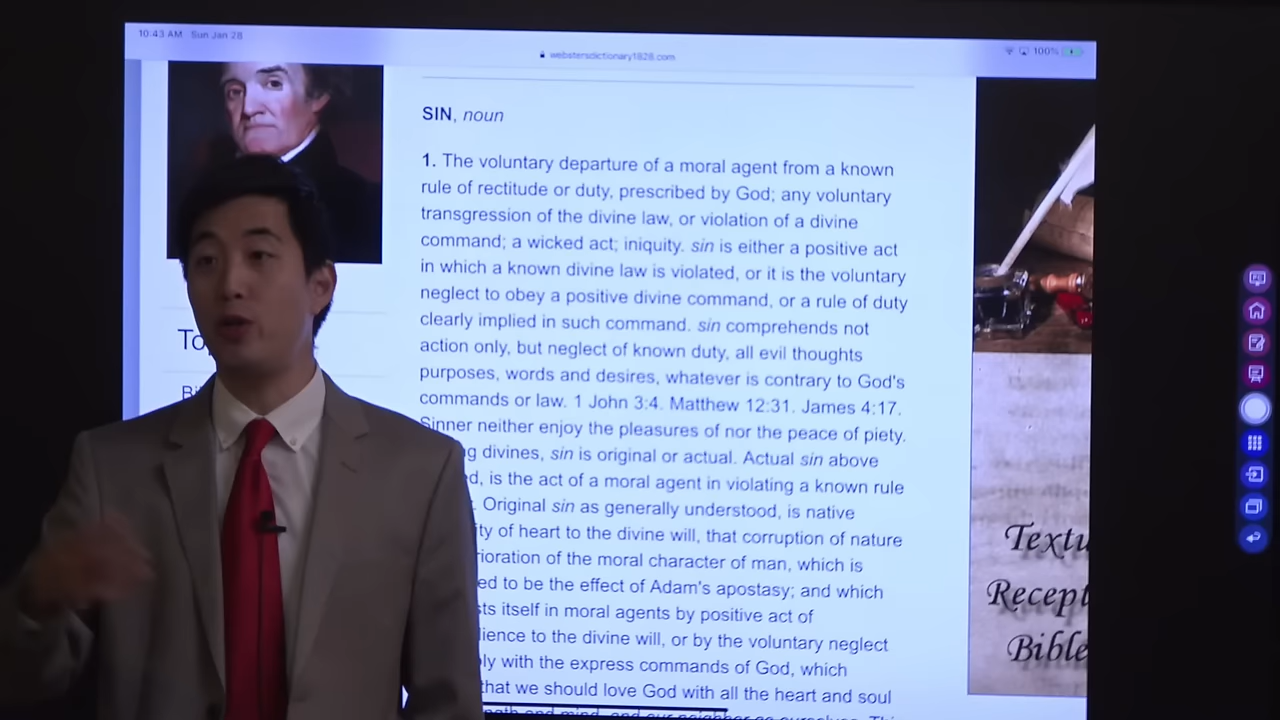 10:43 AM Sun Jan 28
webstersdictionary1828.com
100%
SIN, noun
1. The voluntary departure of a moral agent from a known
rule of rectitude or duty, prescribed by God; any voluntary
transgression of the divine law, or violation of a divine
command; a wicked act; iniquity. sin is either a positive act
in which a known divine law is violated, or it is the voluntary
neglect to obey a positive divine command, or a rule of duty
clearly implied in such command. sin comprehends not
action only, but neglect of known duty, all evil thoughts
purposes, words and desires, whatever is contrary to God's
commands or law. 1 John 3:4. Matthew 12:31. James 4:17.
Sinner neither enjoy the pleasures of nor the peace of piety.
divines, sin is original or actual. Actual sin above
is the act of a moral agent in violating a known rule
Original sin as generally understood, is native
of heart to the divine will, that corruption of nature
of the moral character of man, which is
to be the effect of Adam's apostasy; and which
itself in moral agents by positive act of
to the divine will, or by the voluntary neglect
with the express commands of God, which
that we should love God with all the heart and soul
and mind, and our neighbor as ourselves. This
Textu
Recept
Bible